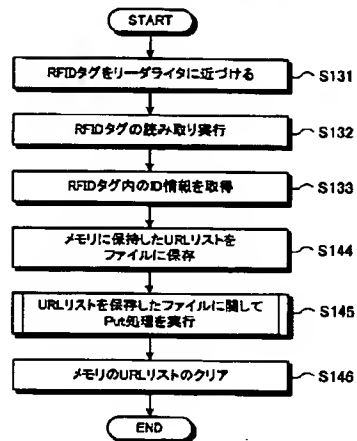 START
RFIDタグをリーダライタに近づける
S131
RFIDタグの読み取り実行
S132
RFIDタグ内のID情報を取得
S133
メモリに保持したURLリストを
ファイルに保存
S144
URLリストを保存したファイルに関して
Put処理を実行
S145
メモリのURLリストのクリア
S146
END